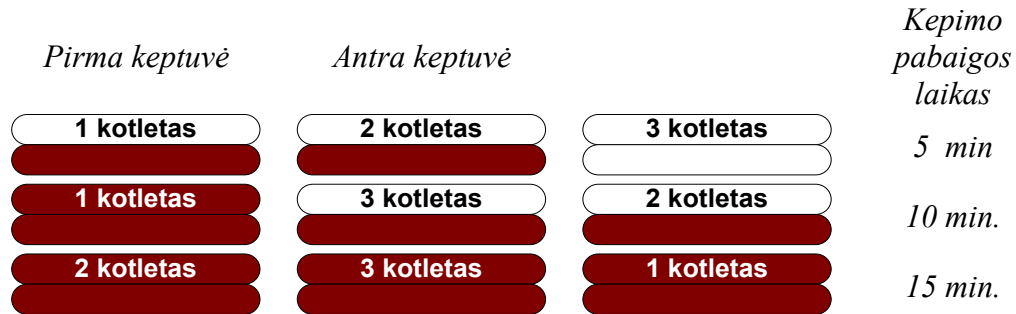 Pirma keptuvė Antra keptuvė Kepimo
pabaigos
laikas
1 kotletas 2 kotletas 3 kotletas 5 min
1 kotletas 3 kotletas 2 kotletas 10 min.
2 kotletas 3 kotletas 1 kotletas 15 min.